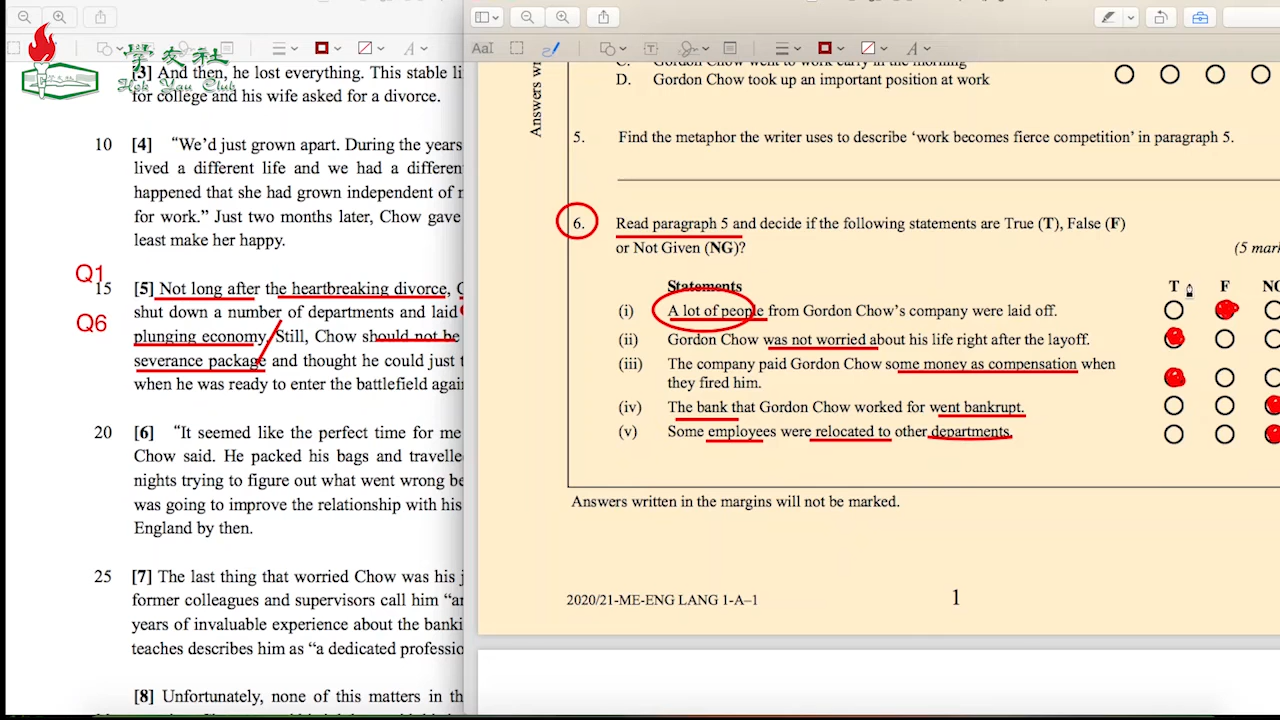 學友社
Hok Yau Club
[3] And then, he lost everything. This stable li
for college and his wife asked for a divorce.
10 [4] “We’d just grown apart. During the years
lived a different life and we had a differen
happened that she had grown independent of
for work.” Just two months later, Chow gave
least make her happy.
Q1
15 [5] Not long after the heartbreaking divorce,
shut down a number of departments and laid
Q6
plunging economy. Still, Chow should not be
severance package and thought he could just
when he was ready to enter the battlefield agai
20 [6] “It seemed like the perfect time for me
Chow said. He packed his bags and travelle
nights trying to figure out what went wrong be
was going to improve the relationship with his
England by then.
25 [7] The last thing that worried Chow was his
former colleagues and supervisors call him “a
years of invaluable experience about the banki
teaches describes him as “a dedicated professio
[8] Unfortunately, none of this matters in th
AaI
Answers wr
C. Gordon Chow went to work early in the morning
D. Gordon Chow took up an important position at work
5. Find the metaphor the writer uses to describe ‘work becomes fierce competition’ in paragraph 5.
6. Read paragraph 5 and decide if the following statements are True (T), False (F)
or Not Given (NG)?
(5 mar
Statements T F
(i) A lot of people from Gordon Chow’s company were laid off.
(ii) Gordon Chow was not worried about his life right after the layoff.
(iii) The company paid Gordon Chow some money as compensation when
they fired him.
(iv) The bank that Gordon Chow worked for went bankrupt.
(v) Some employees were relocated to other departments.
Answers written in the margins will not be marked.
2020/21-ME-ENG LANG 1-A–1
1